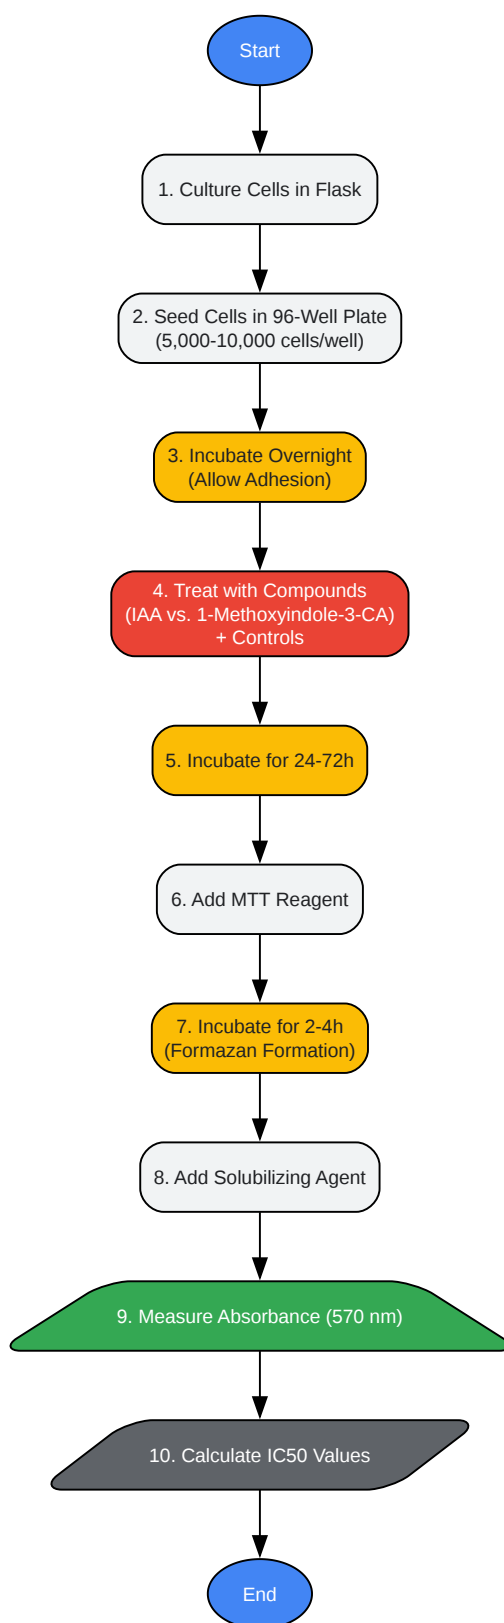 Start
1. Culture Cells in Flask
2. Seed Cells in 96-Well Plate
(5,000-10,000 cells/well)
3. Incubate Overnight
(Allow Adhesion)
4. Treat with Compounds
(IAA vs. 1-Methoxyindole-3-CA)
+ Controls
5. Incubate for 24-72h
6. Add MTT Reagent
7. Incubate for 2-4h
(Formazan Formation)
8. Add Solubilizing Agent
9. Measure Absorbance (570 nm)
10. Calculate IC50 Values
End